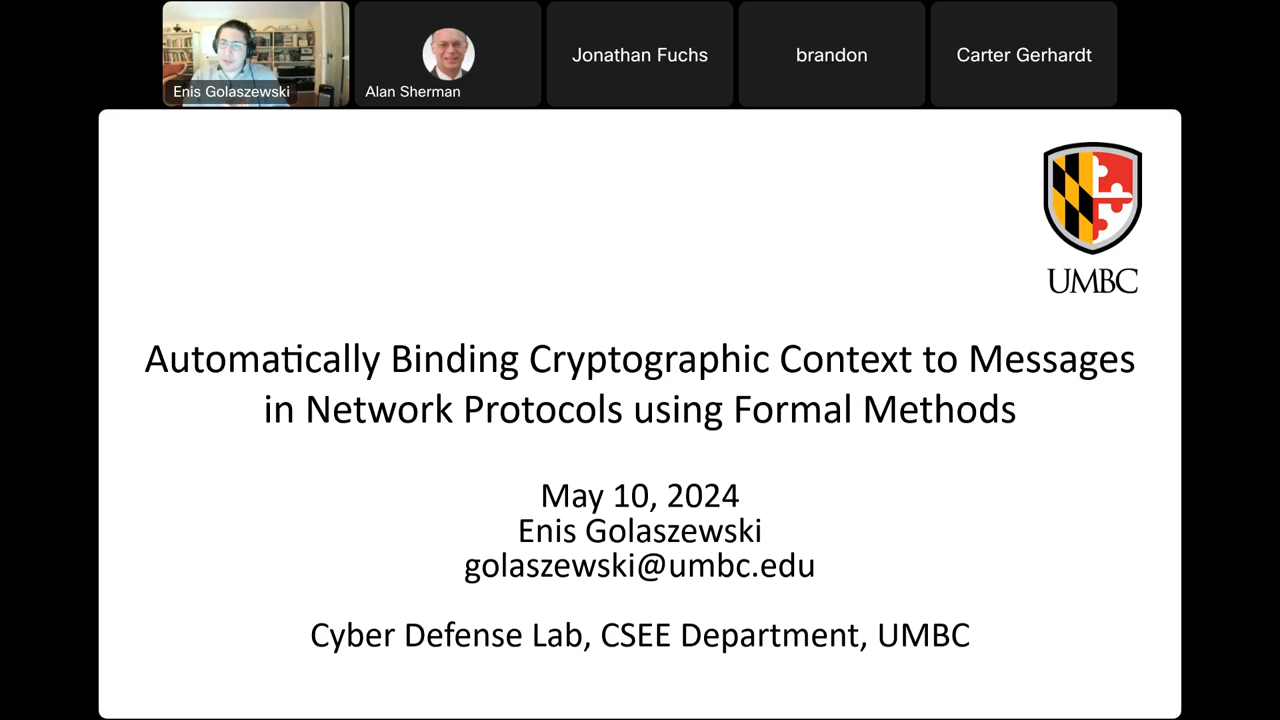 Enis Golaszewski
Alan Sherman
Jonathan Fuchs
brandon
Carter Gerhardt
UMBC
Automatically Binding Cryptographic Context to Messages
in Network Protocols using Formal Methods
May 10, 2024
Enis Golaszewski
golaszewski@umbc.edu
Cyber Defense Lab, CSEE Department, UMBC